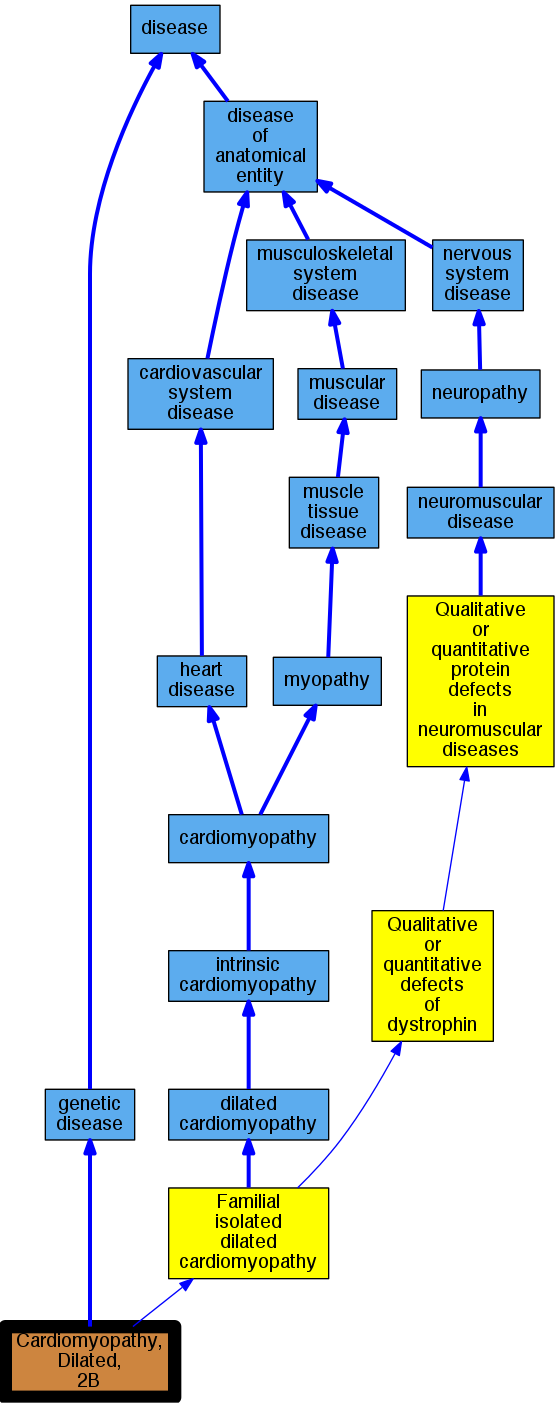 disease
disease
of
anatomical
entity
musculoskeletal
system
disease
nervous
system
disease
cardiovascular
system
disease
muscular
disease
neuropathy
muscle
tissue
disease
neuromuscular
disease
Qualitative
or
quantitative
protein
defects
in
neuromuscular
diseases
heart
disease
myopathy
cardiomyopathy
Qualitative
or
quantitative
defects
of
dystrophin
intrinsic
cardiomyopathy
genetic
disease
dilated
cardiomyopathy
Familial
isolated
dilated
cardiomyopathy
Cardiomyopathy,
Dilated,
2B